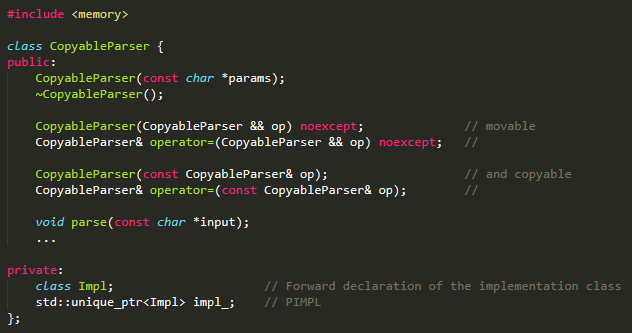 #include <memory>
class CopyableParser {
public:
CopyableParser(const char *params);
~CopyableParser();
CopyableParser(CopyableParser && op) noexcept; // movable
CopyableParser& operator=(CopyableParser && op) noexcept; //
CopyableParser(const CopyableParser& op); // and copyable
CopyableParser& operator=(const CopyableParser& op); //
void parse(const char *input);
...
private:
class Impl; // Forward declaration of the implementation class
std::unique_ptr<Impl> impl_; // PIMPL
};